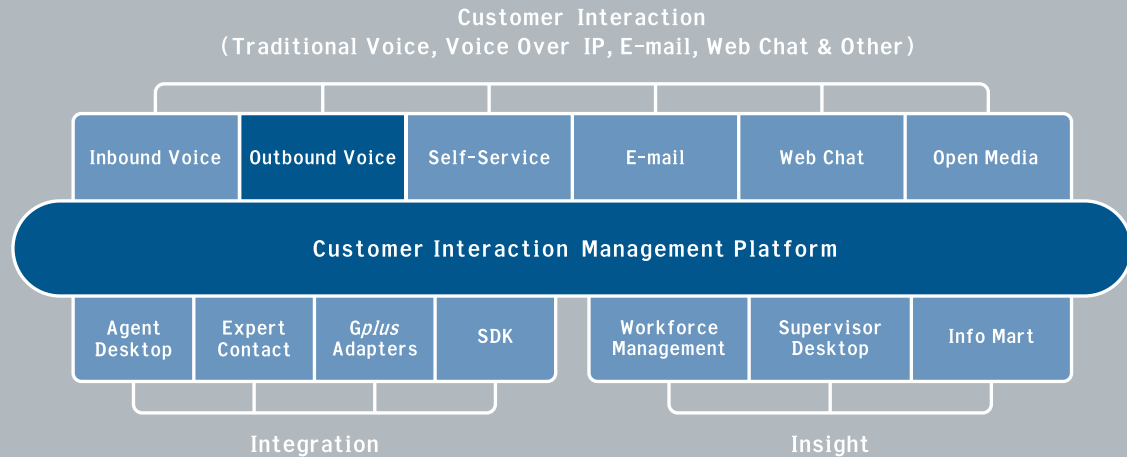 Customer Interaction
(Traditional Voice, Voice Over IP, E-mail, Web Chat & Other)
Inbound Voice
Outbound Voice
Self-Service
E-mail
Web Chat
Open Media
Customer Interaction Management Platform
Agent
Desktop
Expert
Contact
Gplus
Adapters
SDK
Workforce
Management
Supervisor
Desktop
Info Mart
Integration
Insight